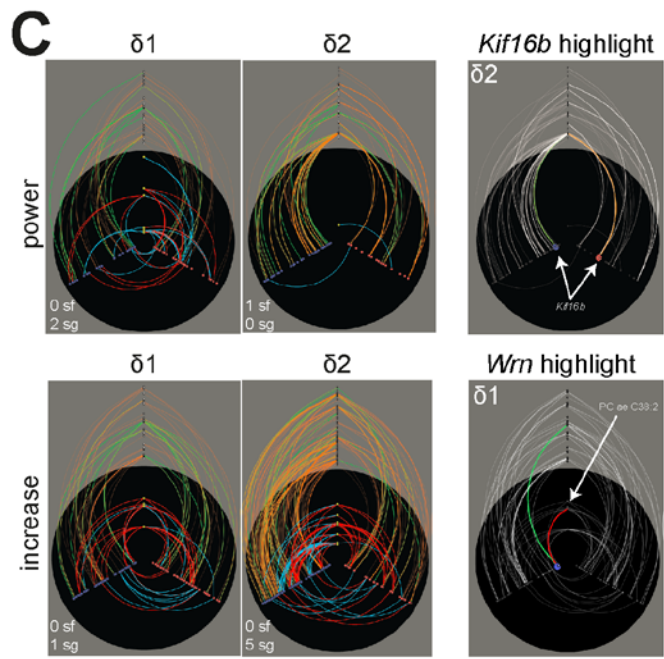 C
δ1
δ2
Kif16b highlight
power
δ2
0 sf
2 sg
1 sf
0 sg
Kif16b
δ1
δ2
Wrn highlight
increase
δ1
PC ae C38:2
0 sf
1 sg
0 sf
5 sg